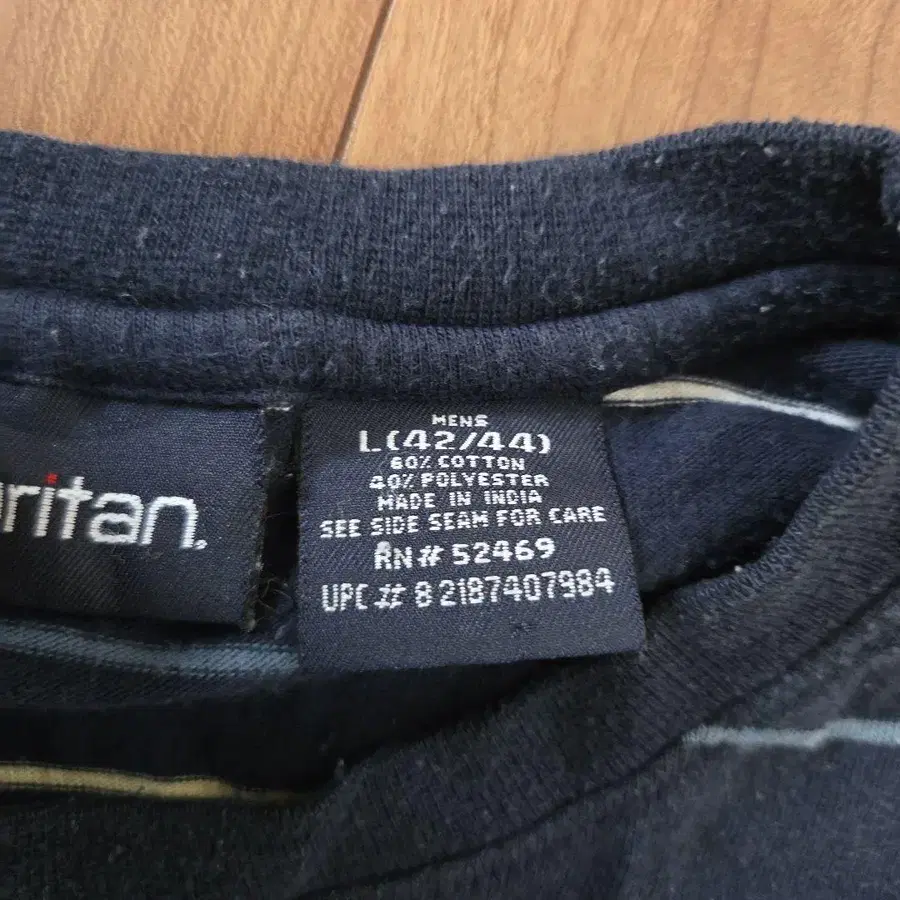 ritan.
MENS
L(42/44)
60% COTTON
40% POLYESTER
MADE IN INDIA
SEE SIDE SEAM FOR CARE
RN# 52469
UPC # 8 2187407984